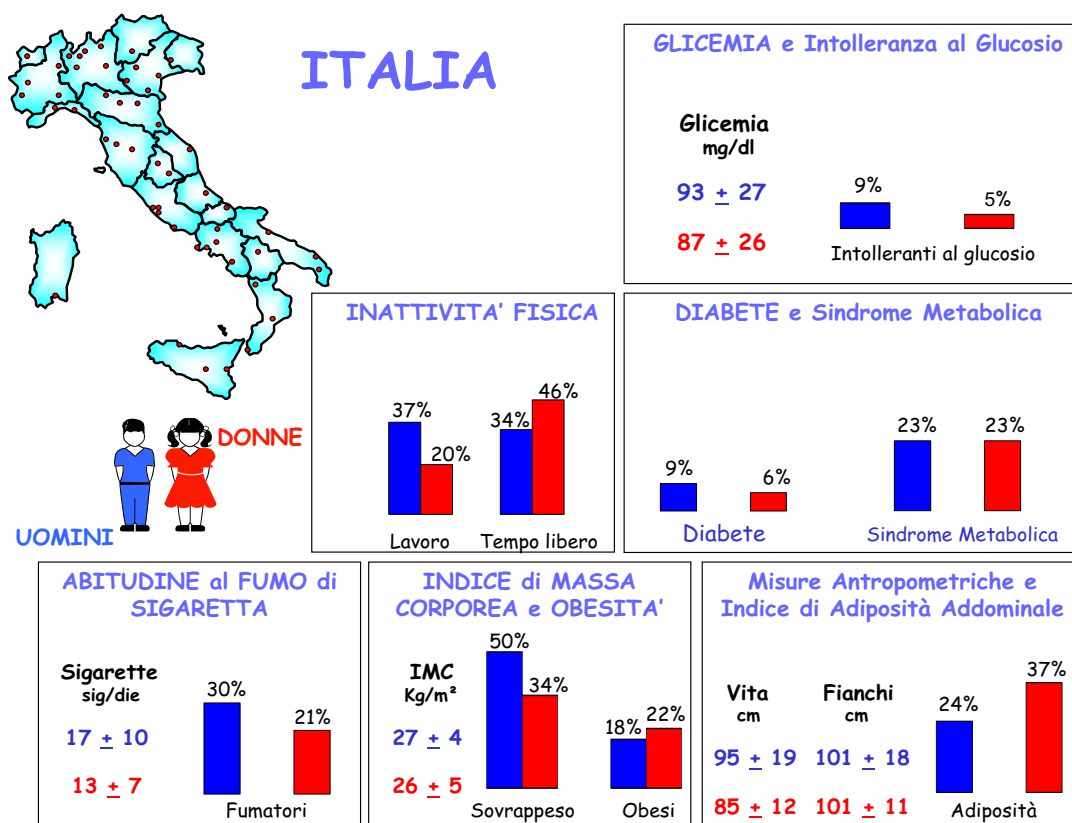 ITALIA
DONNE
UOMINI
GLICEMIA e Intolleranza al Glucosio
Glicemia
mg/dl
93 + 27
87 + 26
9%
5%
Intolleranti al glucosio
INATTIVITA’ FISICA
37%
20%
34%
46%
Lavoro
Tempo libero
DIABETE e Sindrome Metabolica
9%
6%
Diabete
23%
23%
Sindrome Metabolica
ABITUDINE al FUMO di
SIGARETTA
Sigarette
sig/die
17 + 10
13 + 7
30%
21%
Fumatori
INDICE di MASSA
CORPOREA e OBESITA’
IMC
Kg/m²
27 + 4
26 + 5
50%
34%
Sovrappeso
18%
22%
Obesi
Misure Antropometriche e
Indice di Adiposità Addominale
Vita
cm
95 + 19
85 + 12
Fianchi
cm
101 + 18
101 + 11
24%
37%
Adiposità